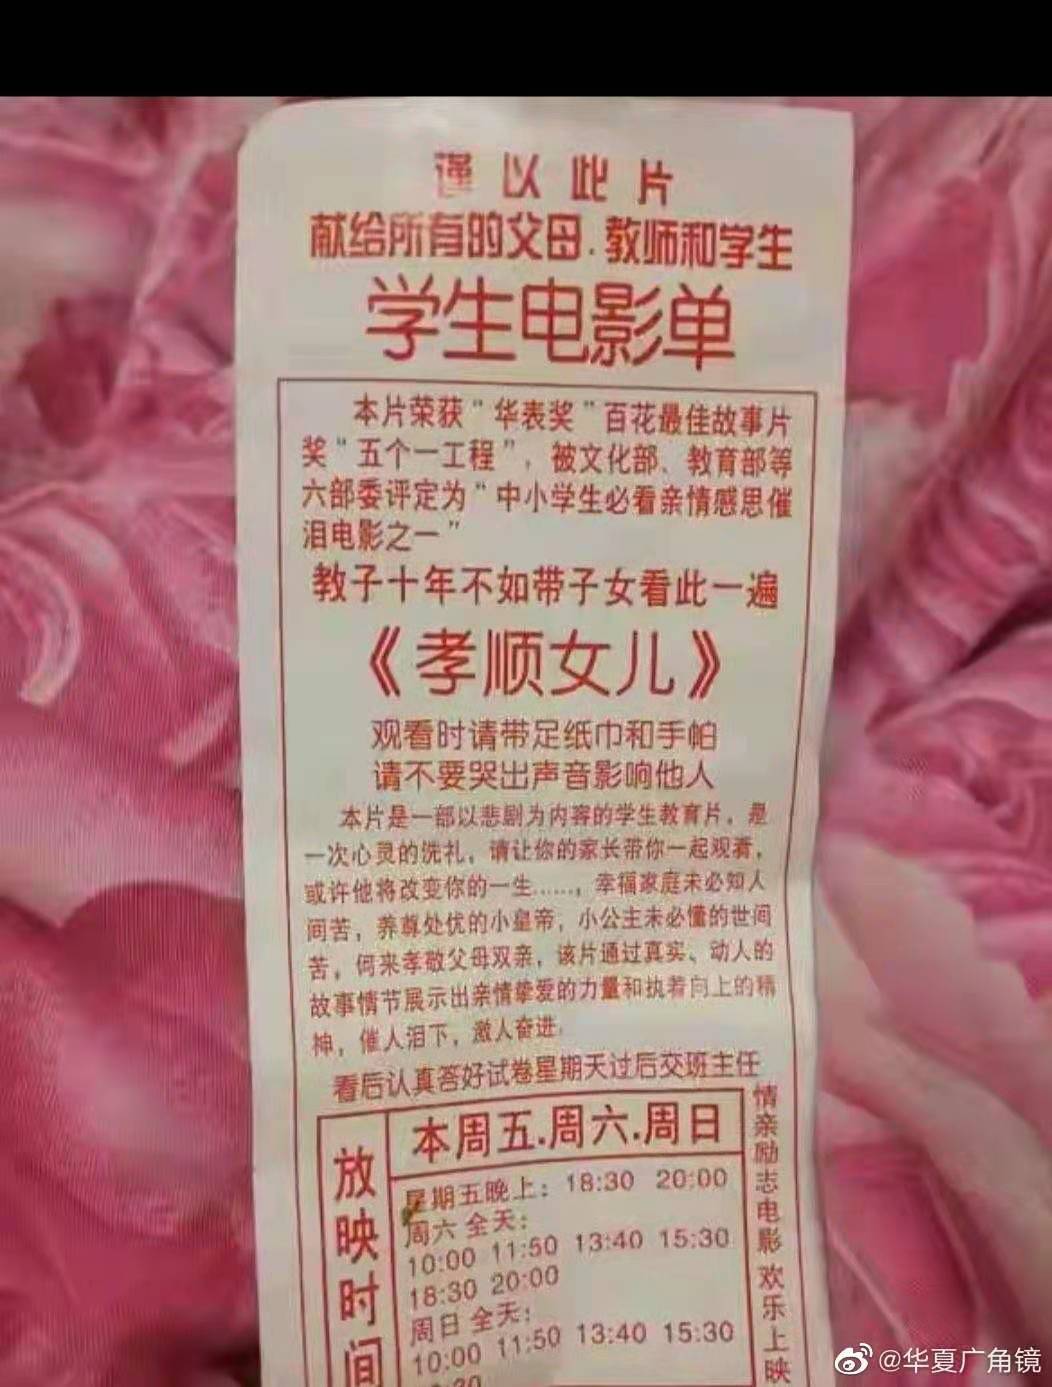 谨以此片
献给所有的父母.教师和学生
学生电影单
本片荣获“华表奖”百花最佳故事片
奖“五个一工程”，被文化部、教育部等
六部委评定为“中小学生必看亲情感思催
泪电影之一”
教子十年不如带子女看此一遍
《孝顺女儿》
观看时请带足纸巾和手帕
请不要哭出声音影响他人
本片是一部以悲剧为内容的学生教育片，是
一次心灵的洗礼，请让你的家长带你一起观看，
或许他将改变你的一生……，幸福家庭未必知人
间苦，养尊处优的小皇帝，小公主未必懂的世间
苦，何来孝敬父母双亲，该片通过真实、动人的
故事情节展示出亲情挚爱的力量和执着向上的精
神，催人泪下，激人奋进.
看后认真答好试卷星期天过后交班主任
放映时间
本周五.周六.周日
星期五晚上：18:30 20:00
周六全天：
10:00 11:50 13:40 15:30
18:30 20:00
周日全天：
10:00 11:50 13:40 15:30
情亲励志电影 欢乐上映
@华夏广角镜